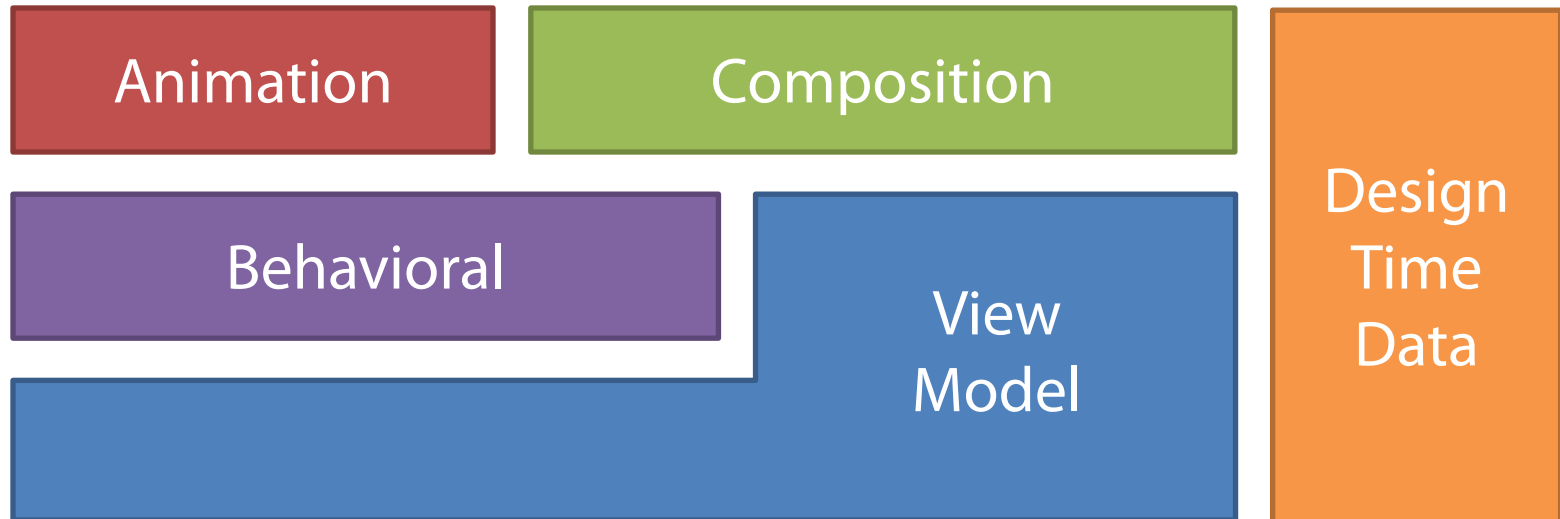 Animation
Composition
Behavioral
View
Model
Design
Time
Data